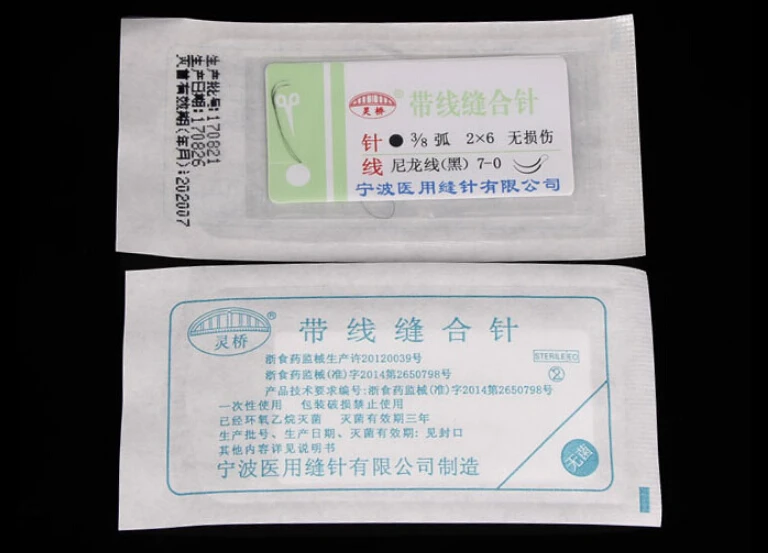 生产批号:170821
生产日期:170826
灭菌有效期(年月):202007
灵桥®
带线缝合针
针 ● 3/8 弧 2×6 无损伤
线 尼龙线(黑) 7-0
宁波医用缝针有限公司
灵桥®
带线缝合针
浙食药监械生产许20120039号
浙食药监械(准)字2014第2650798号
产品技术要求编号:浙食药监械(准)字2014第2650798号
STERILE EO
2
一次性使用 包装破损禁止使用
已经环氧乙烷灭菌 灭菌有效期三年
生产批号、生产日期、灭菌有效期: 见封口
其他内容详见说明书
宁波医用缝针有限公司制造
无菌